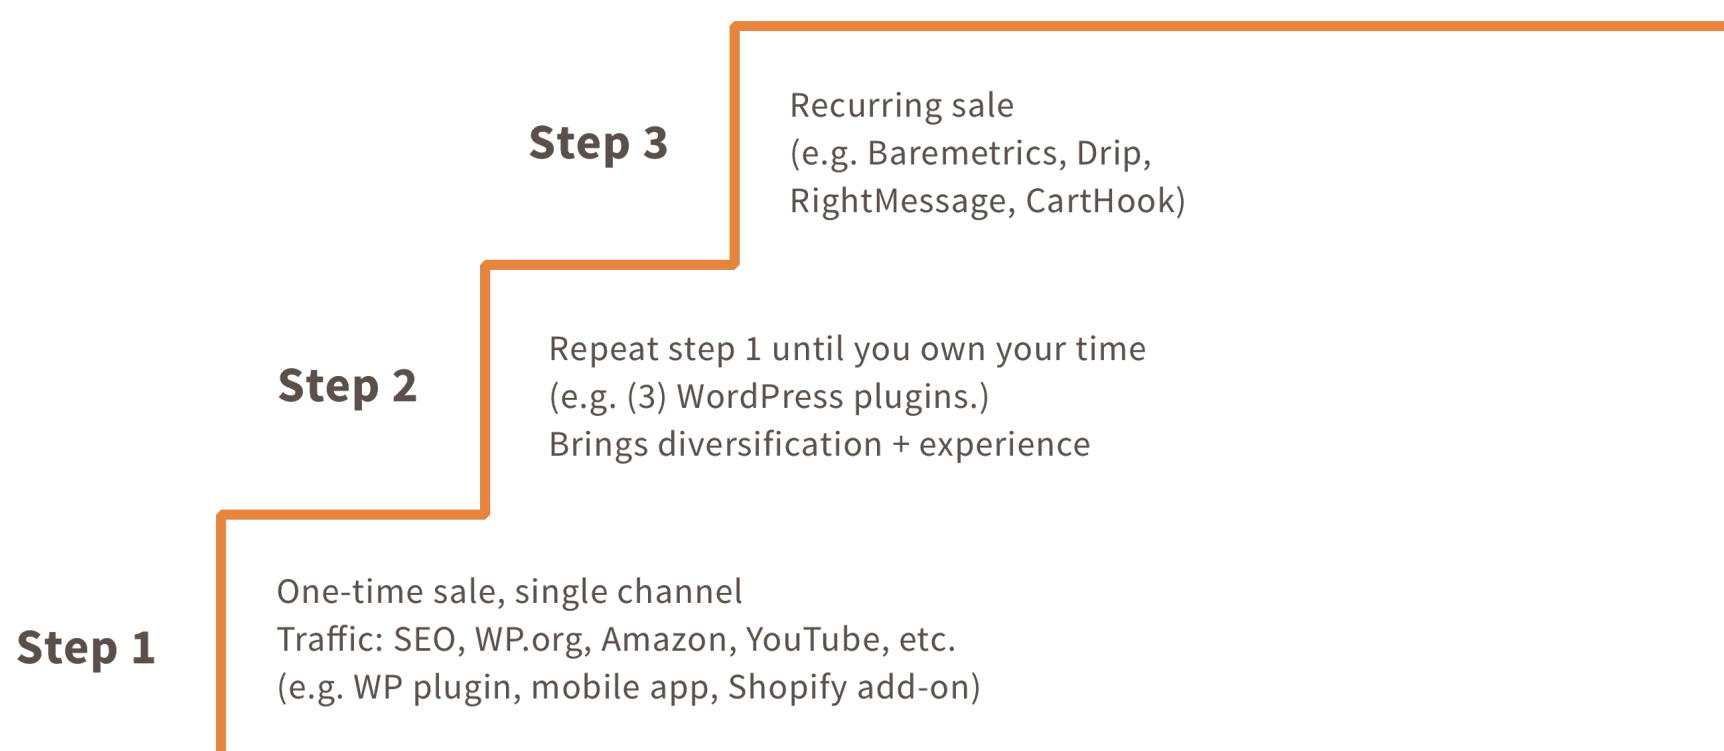 Step 3
Recurring sale
(e.g. Baremetrics, Drip,
RightMessage, CartHook)
Step 2
Repeat step 1 until you own your time
(e.g. (3) WordPress plugins.)
Brings diversification + experience
Step 1
One-time sale, single channel
Traffic: SEO, WP.org, Amazon, YouTube, etc.
(e.g. WP plugin, mobile app, Shopify add-on)